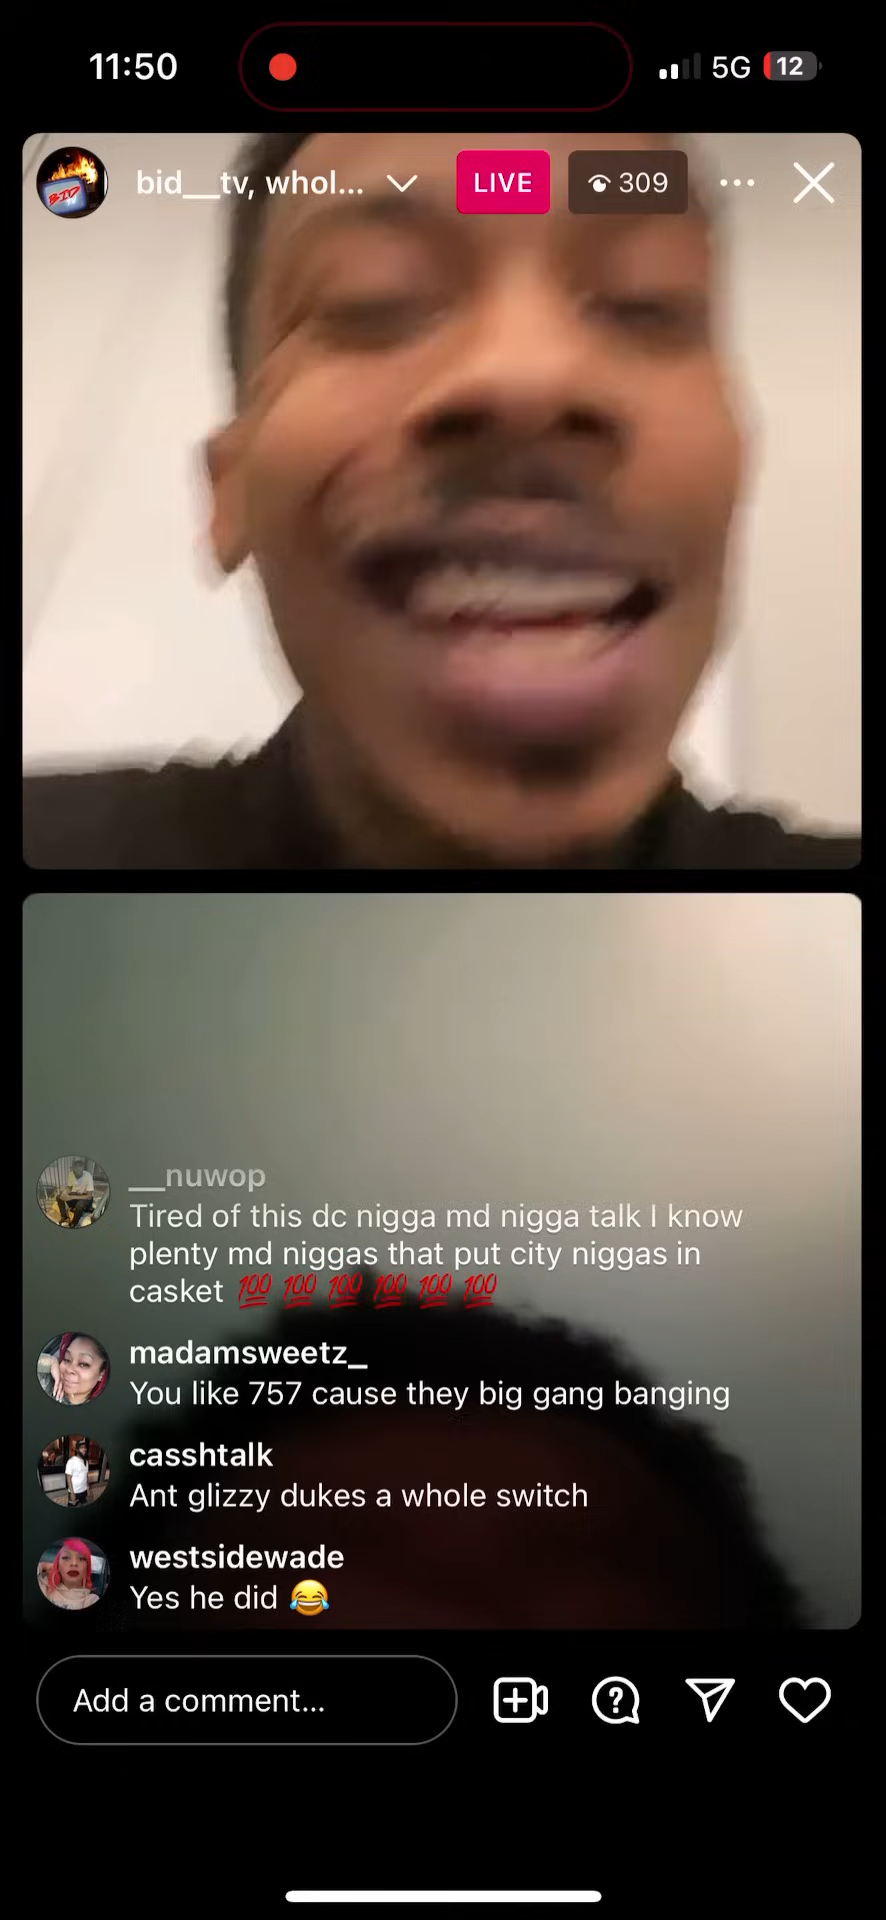 11:50
5G
12
BID
bid__tv, whol...
LIVE
309
__nuwop
Tired of this dc nigga md nigga talk I know
plenty md niggas that put city niggas in
casket 💯 💯 💯 💯 💯 💯
madamsweetz_
You like 757 cause they big gang banging
casshtalk
Ant glizzy dukes a whole switch
westsidewade
Yes he did 😂
Add a comment...